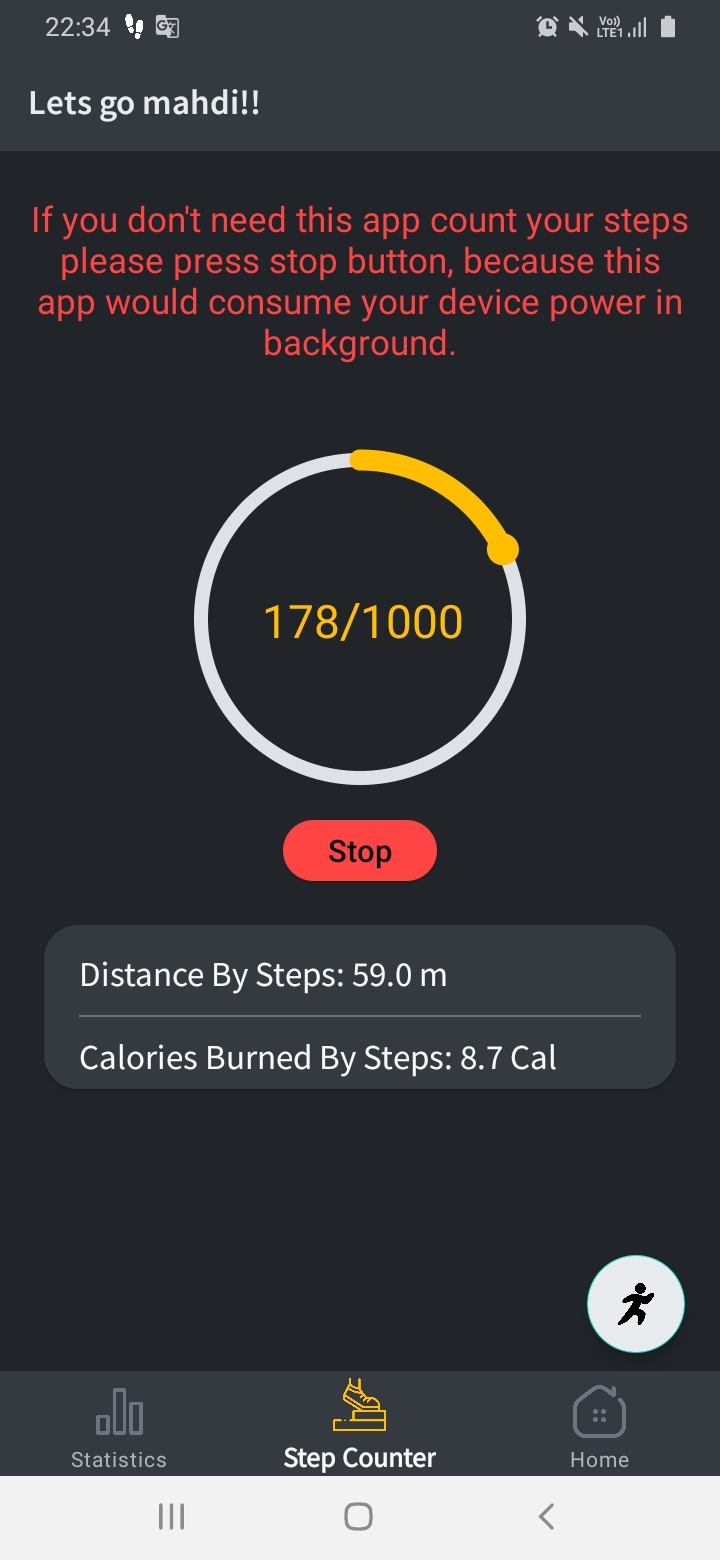 22:34
Vo))
LTE1
Lets go mahdi!!
If you don't need this app count your steps
please press stop button, because this
app would consume your device power in
background.
178/1000
Stop
Distance By Steps: 59.0 m
Calories Burned By Steps: 8.7 Cal
Statistics
Step Counter
Home